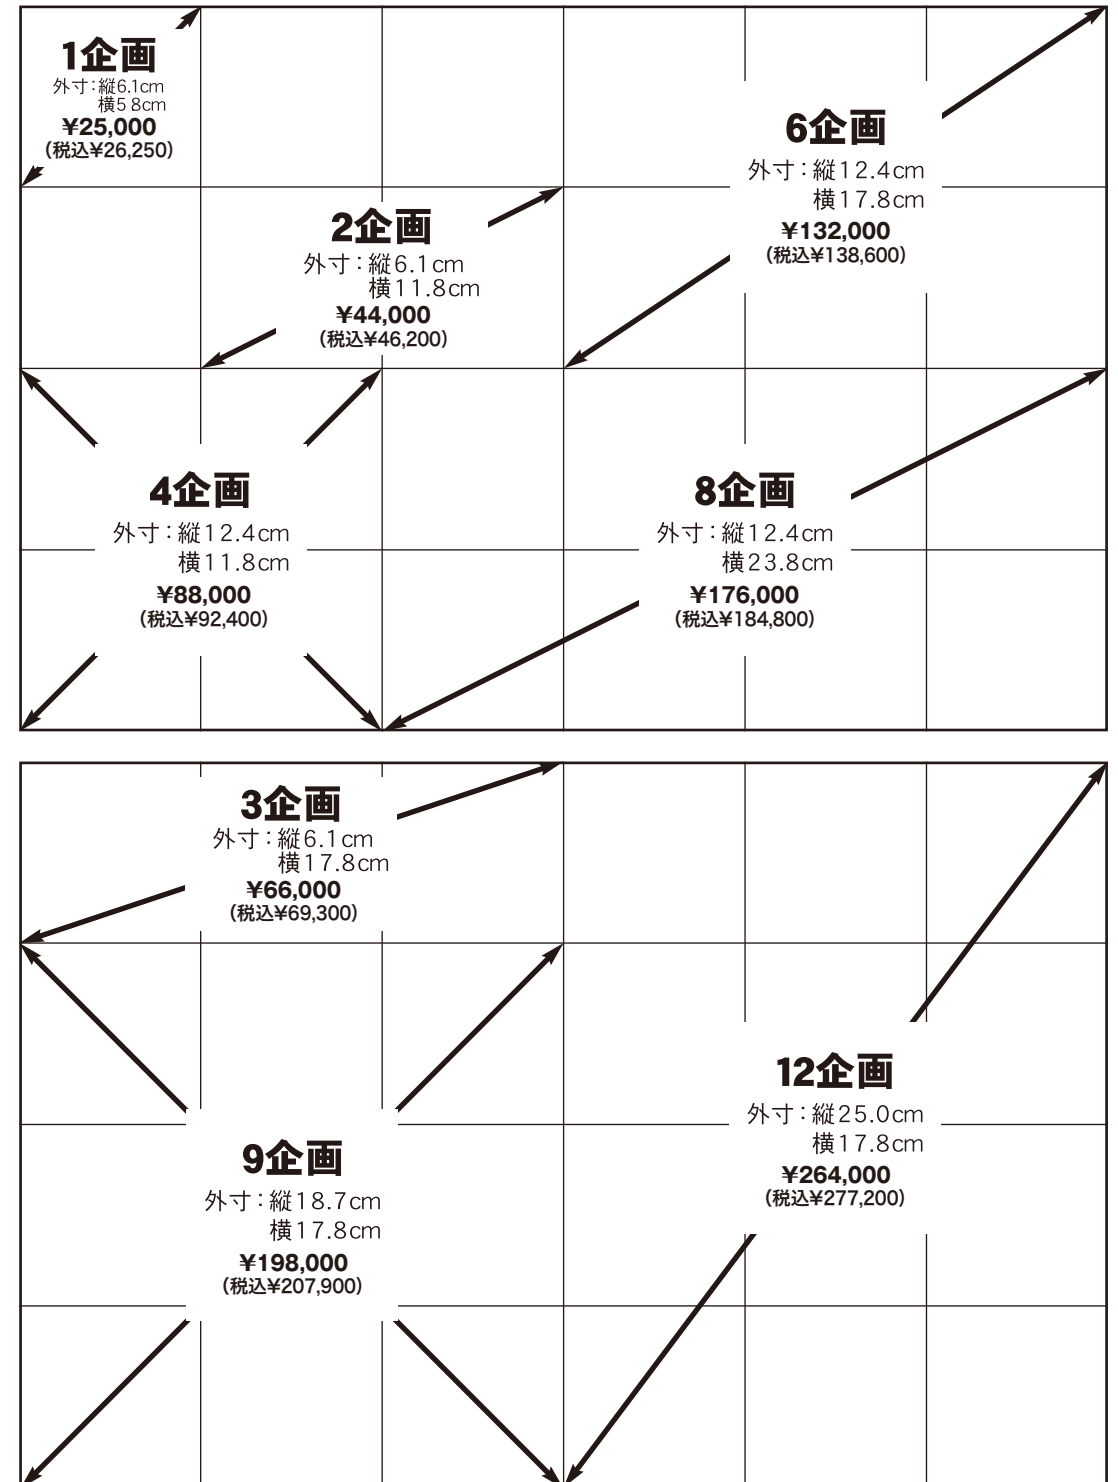 1企画
外寸：縦6.1cm
横5 8cm
¥25,000
（税込¥26,250）
2企画
外寸：縦6.1cm
横11.8cm
¥44,000
（税込¥46,200）
6企画
外寸：縦12.4cm
横17.8cm
¥132,000
（税込¥138,600）
4企画
外寸：縦12.4cm
横11.8cm
¥88,000
（税込¥92,400）
8企画
外寸：縦12.4cm
横23.8cm
¥176,000
（税込¥184,800）
3企画
外寸：縦6.1cm
横17.8cm
¥66,000
（税込¥69,300）
9企画
外寸：縦18.7cm
横17.8cm
¥198,000
（税込¥207,900）
12企画
外寸：縦25.0cm
横17.8cm
¥264,000
（税込¥277,200）